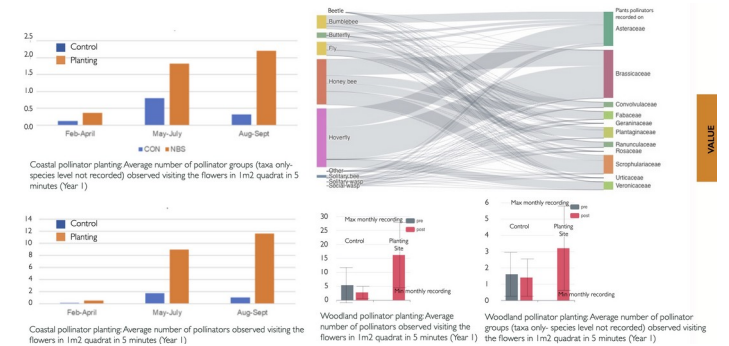 2.5
2.0
1.5
1.0
0.5
0.0
Control
Planting
Feb-April
May-July
Aug-Sept
CON NBS
Coastal pollinator planting: Average number of pollinator groups (taxa only-
species level not recorded) observed visiting the flowers in 1m2 quadrat in 5
minutes (Year 1)
Beetle
Bumblebee
Butterfly
Fly
Honey bee
Hoverfly
Other
Solitary bee
Solitary wasp
Social wasp
Plants pollinators
recorded on
Asteraceae
Brassicaceae
Convolvulaceae
Fabaceae
Geraninaceae
Plantaginaceae
Ranunculaceae
Rosaceae
Scrophulariaceae
Urticaceae
Veronicaceae
VALUE
14
12
10
8
6
4
2
0
Control
Planting
Feb-April
May-July
Aug-Sept
Coastal pollinator planting: Average number of pollinators observed visiting the
flowers in 1m2 quadrat in 5 minutes (Year 1)
30
25
20
15
10
5
0
Max monthly recording
pre
post
Control
Planting
Site
Min monthly recording
Woodland pollinator planting: Average
number of pollinators observed visiting the
flowers in 1m2 quadrat in 5 minutes (Year 1)
6
5
4
3
2
1
0
Max monthly recording
pre
post
Control
Planting
Site
Min monthly recording
Woodland pollinator planting: Average number of pollinator
groups (taxa only- species level not recorded) observed visiting
the flowers in 1m2 quadrat in 5 minutes (Year 1)